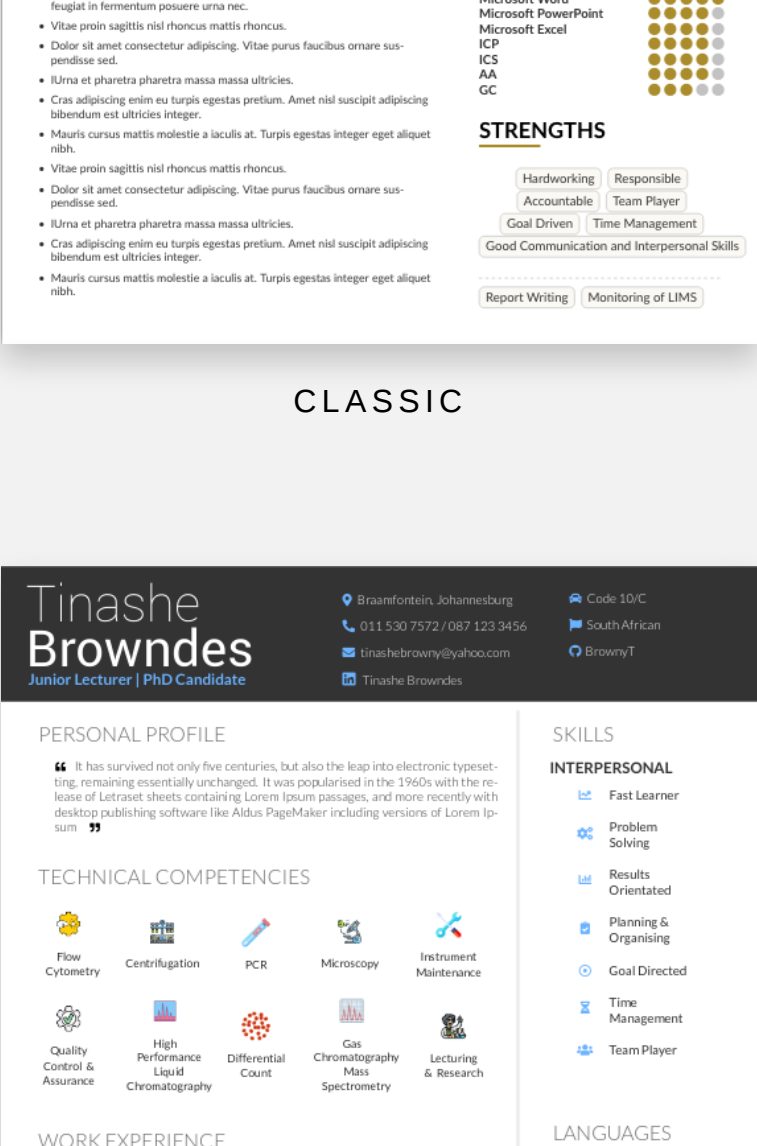 feugiat in fermentum posuere urna nec.
• Vitae proin sagittis nisl rhoncus mattis rhoncus.
• Dolor sit amet consectetur adipiscing. Vitae purus faucibus ornare sus-
pendisse sed.
• IUrna et pharetra pharetra massa massa ultricies.
• Cras adipiscing enim eu turpis egestas pretium. Amet nisl suscipit adipiscing
bibendum est ultricies integer.
• Mauris cursus mattis molestie a iaculis at. Turpis egestas integer eget aliquet
nibh.
• Vitae proin sagittis nisl rhoncus mattis rhoncus.
• Dolor sit amet consectetur adipiscing. Vitae purus faucibus ornare sus-
pendisse sed.
• IUrna et pharetra pharetra massa massa ultricies.
• Cras adipiscing enim eu turpis egestas pretium. Amet nisl suscipit adipiscing
bibendum est ultricies integer.
• Mauris cursus mattis molestie a iaculis at. Turpis egestas integer eget aliquet
nibh.
Microsoft Word
Microsoft PowerPoint
Microsoft Excel
ICP
ICS
AA
GC
STRENGTHS
Hardworking Responsible
Accountable Team Player
Goal Driven Time Management
Good Communication and Interpersonal Skills
Report Writing Monitoring of LIMS
CLASSIC
Tinashe
Browndes
Junior Lecturer | PhD Candidate
Braamfontein, Johannesburg
011 530 7572 / 087 123 3456
tinashebrowny@yahoo.com
Tinashe Browndes
Code 10/C
South African
BrownyT
PERSONAL PROFILE
“ It has survived not only five centuries, but also the leap into electronic typeset-
ting, remaining essentially unchanged. It was popularised in the 1960s with the re-
lease of Letraset sheets containing Lorem Ipsum passages, and more recently with
desktop publishing software like Aldus PageMaker including versions of Lorem Ip-
sum ”
TECHNICAL COMPETENCIES
Flow
Cytometry
Centrifugation
PCR
Microscopy
Instrument
Maintenance
Quality
Control &
Assurance
High
Performance
Liquid
Chromatography
Differential
Count
Gas
Chromatography
Mass
Spectrometry
Lecturing
& Research
WORK EXPERIENCE
SKILLS
INTERPERSONAL
Fast Learner
Problem
Solving
Results
Orientated
Planning &
Organising
Goal Directed
Time
Management
Team Player
LANGUAGES